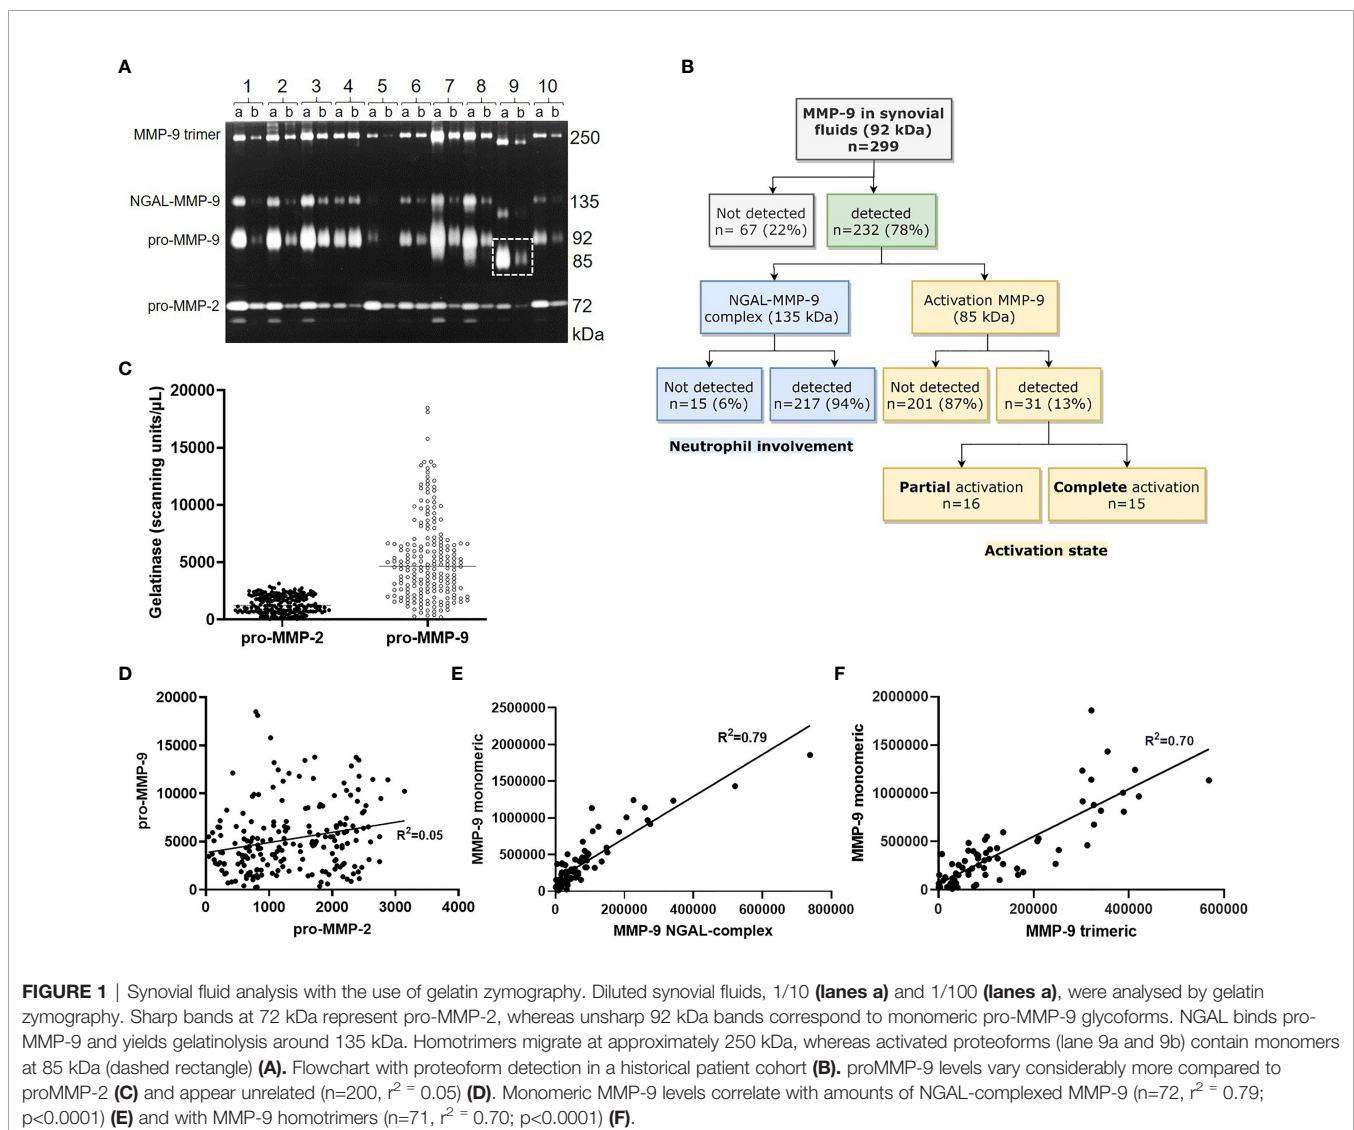 A
1 2 3 4 5 6 7 8 9 10
a b a b a b a b a b a b a b a b a b a b
MMP-9 trimer 250
NGAL-MMP-9 135
pro-MMP-9 92
85
pro-MMP-2 72
kDa
B
MMP-9 in synovial
fluids (92 kDa)
n=299
Not detected
n= 67 (22%)
detected
n=232 (78%)
NGAL-MMP-9
complex (135 kDa)
Activation MMP-9
(85 kDa)
Not detected
n=15 (6%)
detected
n=217 (94%)
Not detected
n=201 (87%)
detected
n=31 (13%)
Neutrophil involvement
Partial activation
n=16
Complete activation
n=15
Activation state
C
Gelatinase (scanning units/µL)
20000
15000
10000
5000
0
pro-MMP-2 pro-MMP-9
D
pro-MMP-9
20000
15000
10000
5000
0
R²=0.05
0 1000 2000 3000 4000
pro-MMP-2
E
MMP-9 monomeric
2500000
2000000
1500000
1000000
500000
0
R²=0.79
0 200000 400000 600000 800000
MMP-9 NGAL-complex
F
MMP-9 monomeric
2000000
1500000
1000000
500000
0
R²=0.70
0 200000 400000 600000
MMP-9 trimeric
FIGURE 1 | Synovial fluid analysis with the use of gelatin zymography. Diluted synovial fluids, 1/10 (lanes a) and 1/100 (lanes a), were analysed by gelatin
zymography. Sharp bands at 72 kDa represent pro-MMP-2, whereas unsharp 92 kDa bands correspond to monomeric pro-MMP-9 glycoforms. NGAL binds pro-
MMP-9 and yields gelatinolysis around 135 kDa. Homotrimers migrate at approximately 250 kDa, whereas activated proteoforms (lane 9a and 9b) contain monomers
at 85 kDa (dashed rectangle) (A). Flowchart with proteoform detection in a historical patient cohort (B). proMMP-9 levels vary considerably more compared to
proMMP-2 (C) and appear unrelated (n=200, r² = 0.05) (D). Monomeric MMP-9 levels correlate with amounts of NGAL-complexed MMP-9 (n=72, r² = 0.79;
p<0.0001) (E) and with MMP-9 homotrimers (n=71, r² = 0.70; p<0.0001) (F).